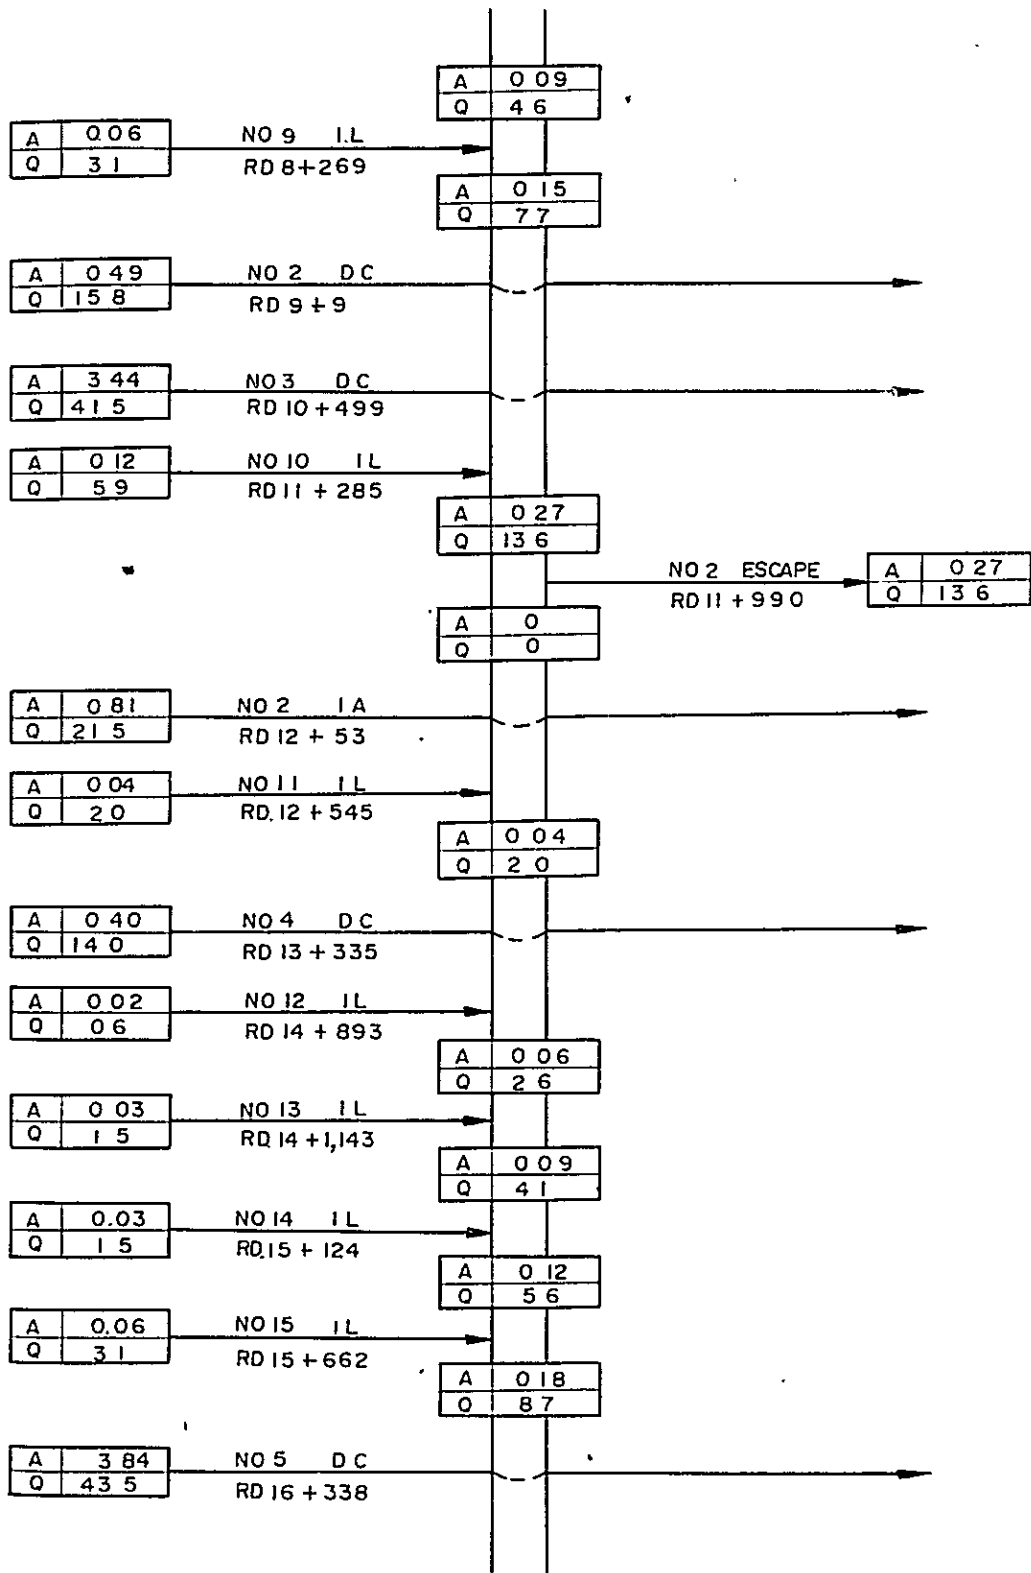 A 0 09
Q 4 6
A 0.06
Q 3 1
NO 9 I.L
RD 8+269
A 0 15
Q 7 7
A 0 49
Q 15 8
NO 2 DC
RD 9+9
A 3 44
Q 41 5
NO 3 DC
RD 10+499
A 0 12
Q 5 9
NO 10 IL
RD 11+285
A 0 27
Q 13 6
NO 2 ESCAPE
RD 11+990
A 0 27
Q 13 6
A 0
Q 0
A 0 81
Q 21 5
NO 2 IA
RD 12+53
A 0 04
Q 2 0
NO 11 IL
RD. 12+545
A 0 04
Q 2 0
A 0 40
Q 14 0
NO 4 DC
RD 13+335
A 0 02
Q 0 6
NO 12 IL
RD 14+893
A 0 06
Q 2 6
A 0 03
Q 1 5
NO 13 IL
RD 14+1,143
A 0 09
Q 4 1
A 0.03
Q 1 5
NO 14 IL
RD.15+124
A 0 12
Q 5 6
A 0.06
Q 3 1
NO 15 IL
RD 15+662
A 0 18
Q 8 7
A 3 84
Q 43 5
NO 5 DC
RD 16+338